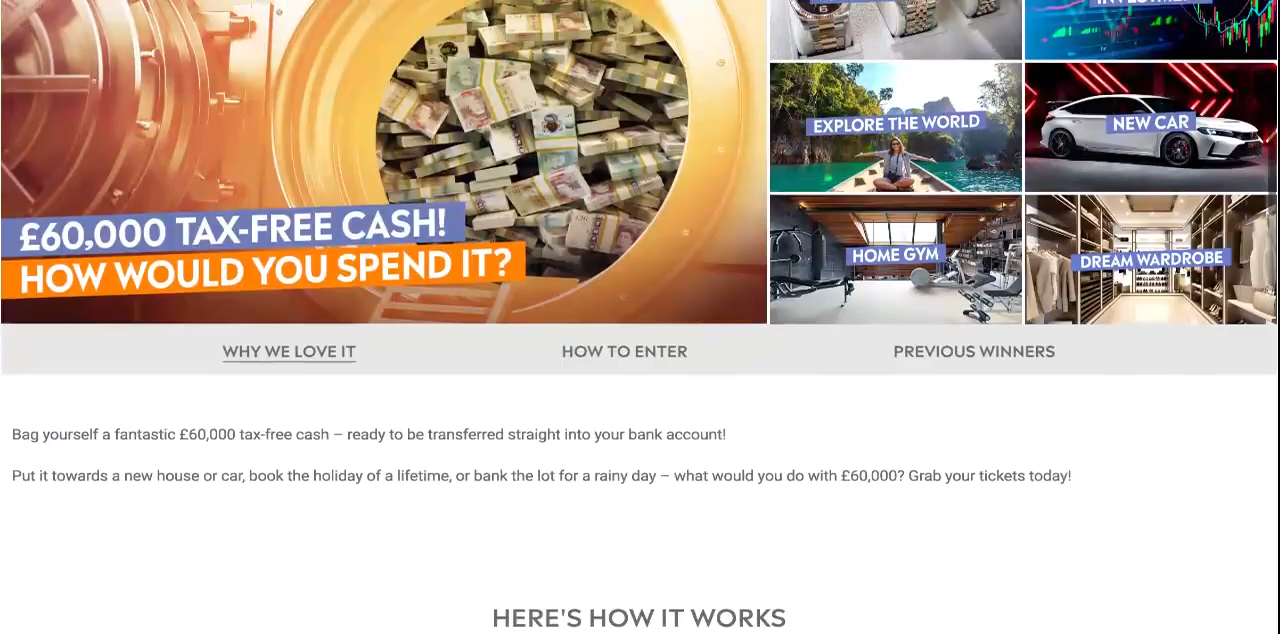 INVESTMENT
EXPLORE THE WORLD
NEW CAR
£60,000 TAX-FREE CASH!
HOW WOULD YOU SPEND IT?
HOME GYM
DREAM WARDROBE
WHY WE LOVE IT
HOW TO ENTER
PREVIOUS WINNERS
Bag yourself a fantastic £60,000 tax-free cash – ready to be transferred straight into your bank account!
Put it towards a new house or car, book the holiday of a lifetime, or bank the lot for a rainy day – what would you do with £60,000? Grab your tickets today!
HERE'S HOW IT WORKS